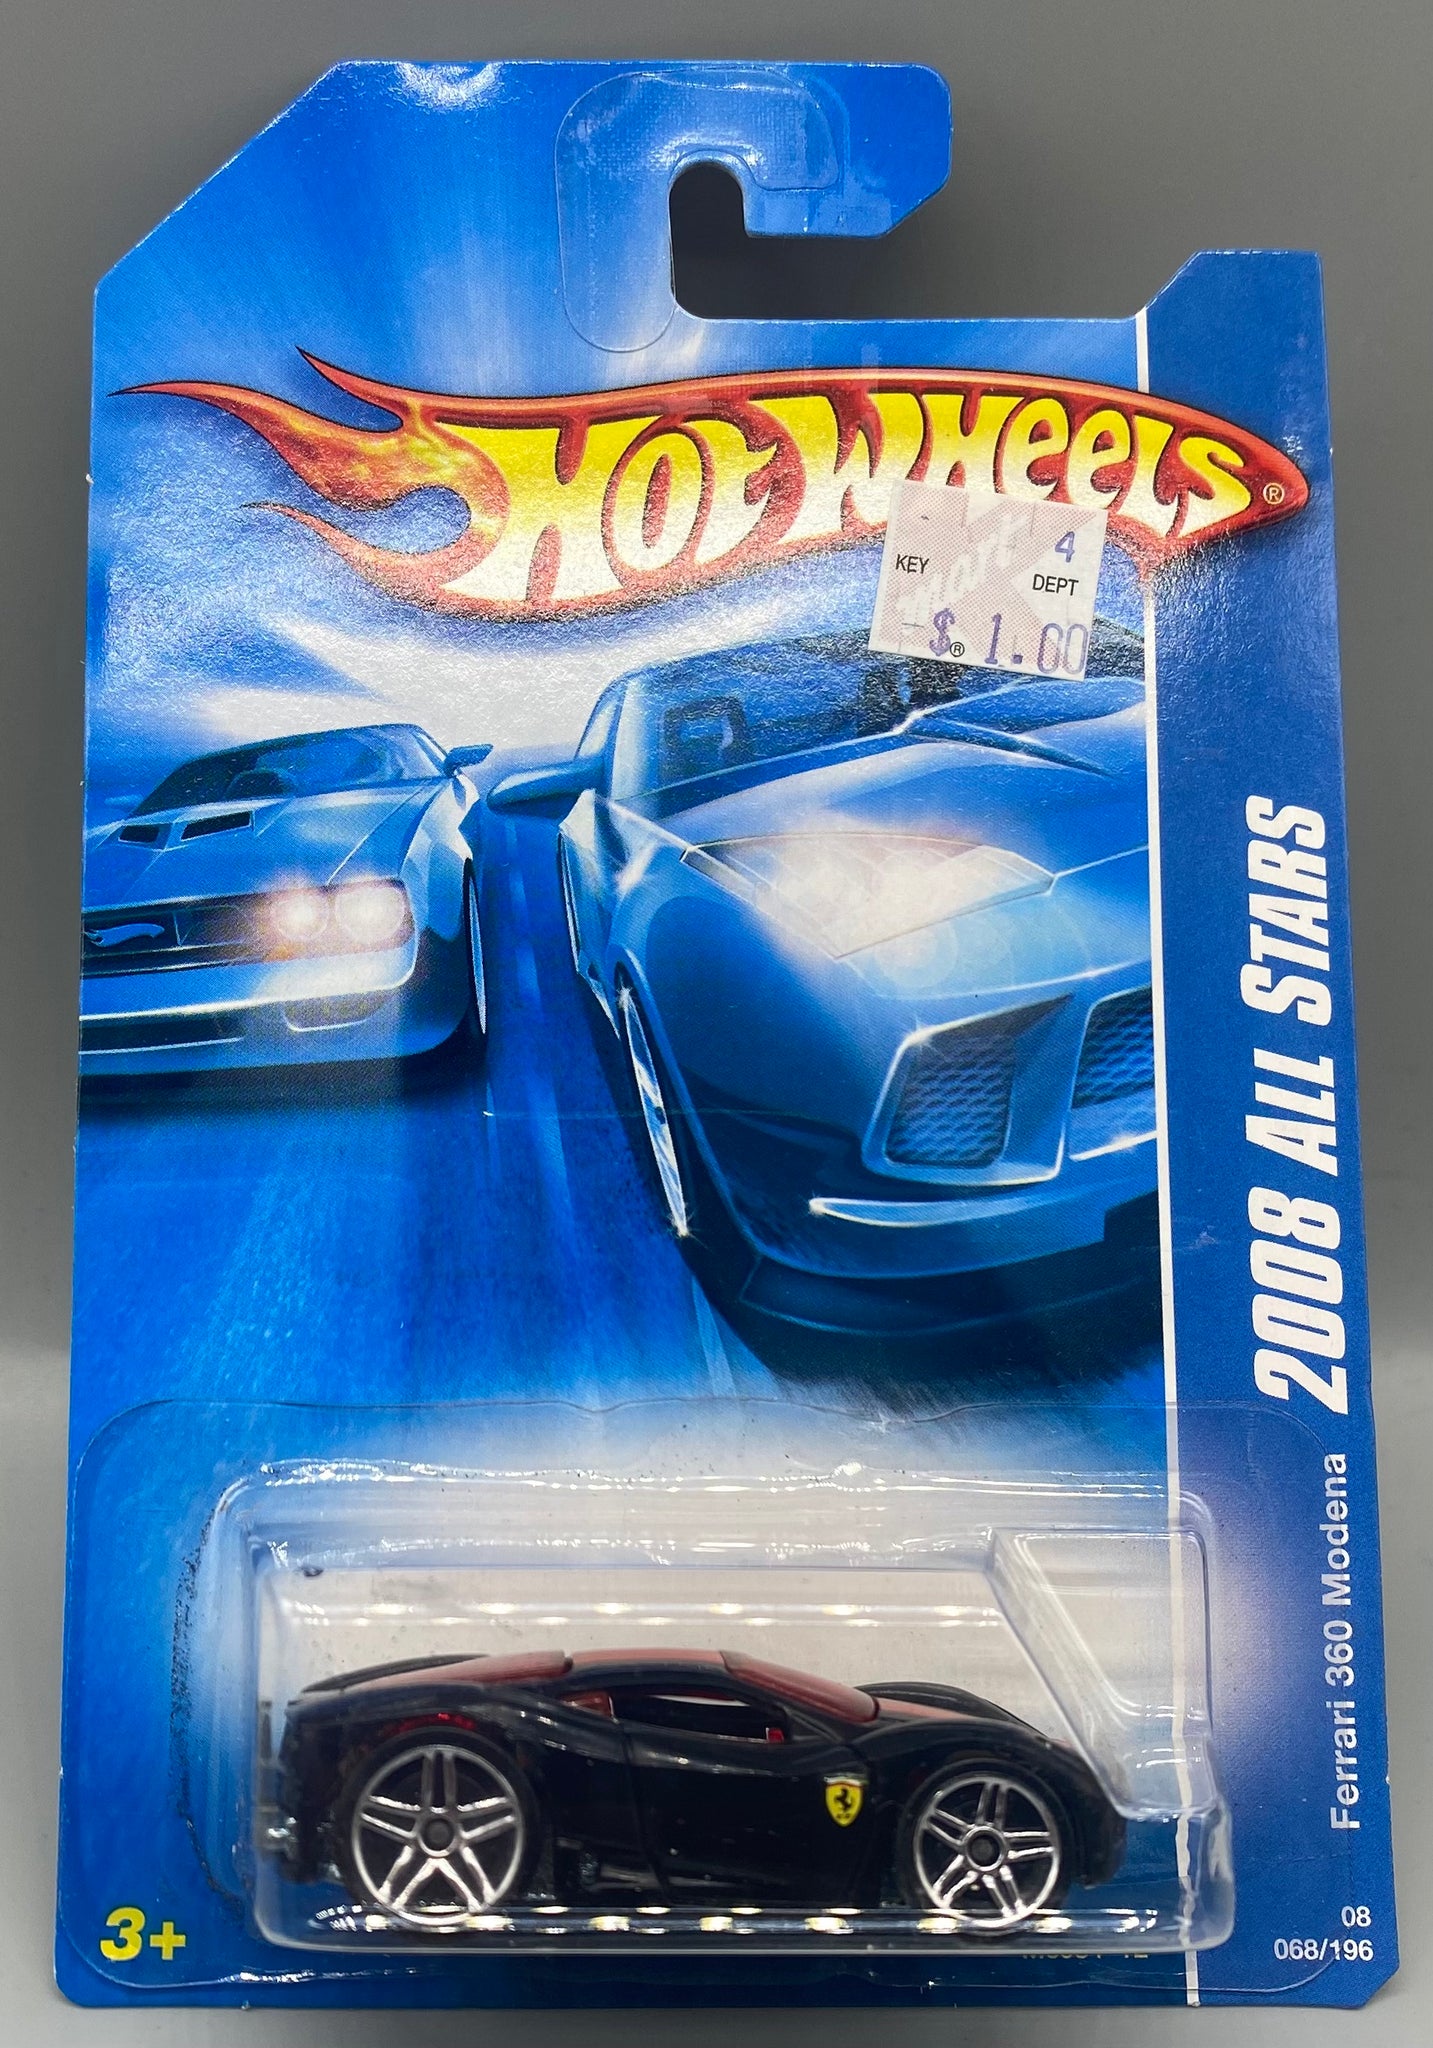 HOT WHEELS®
4
KEY
DEPT
$ 1.00
®
2008 ALL STARS
Ferrari 360 Modena
3+
08
068/196